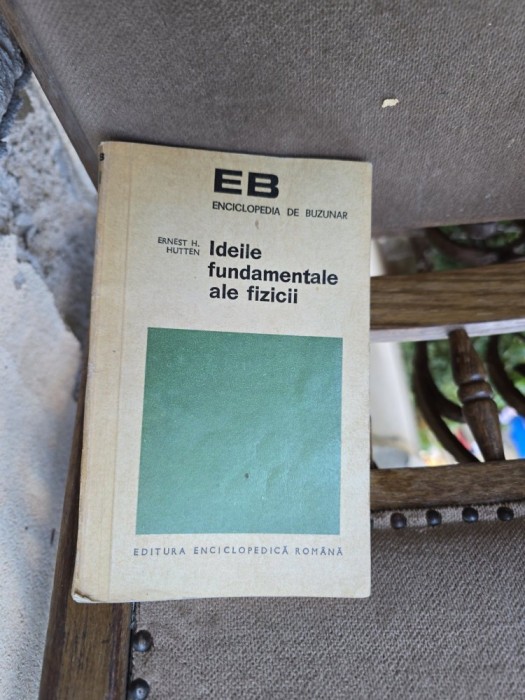 EB
ENCICLOPEDIA DE BUZUNAR
ERNEST H.
HUTTEN
Ideile
fundamentale
ale fizicii
EDITURA ENCICLOPEDICĂ ROMÂNĂ